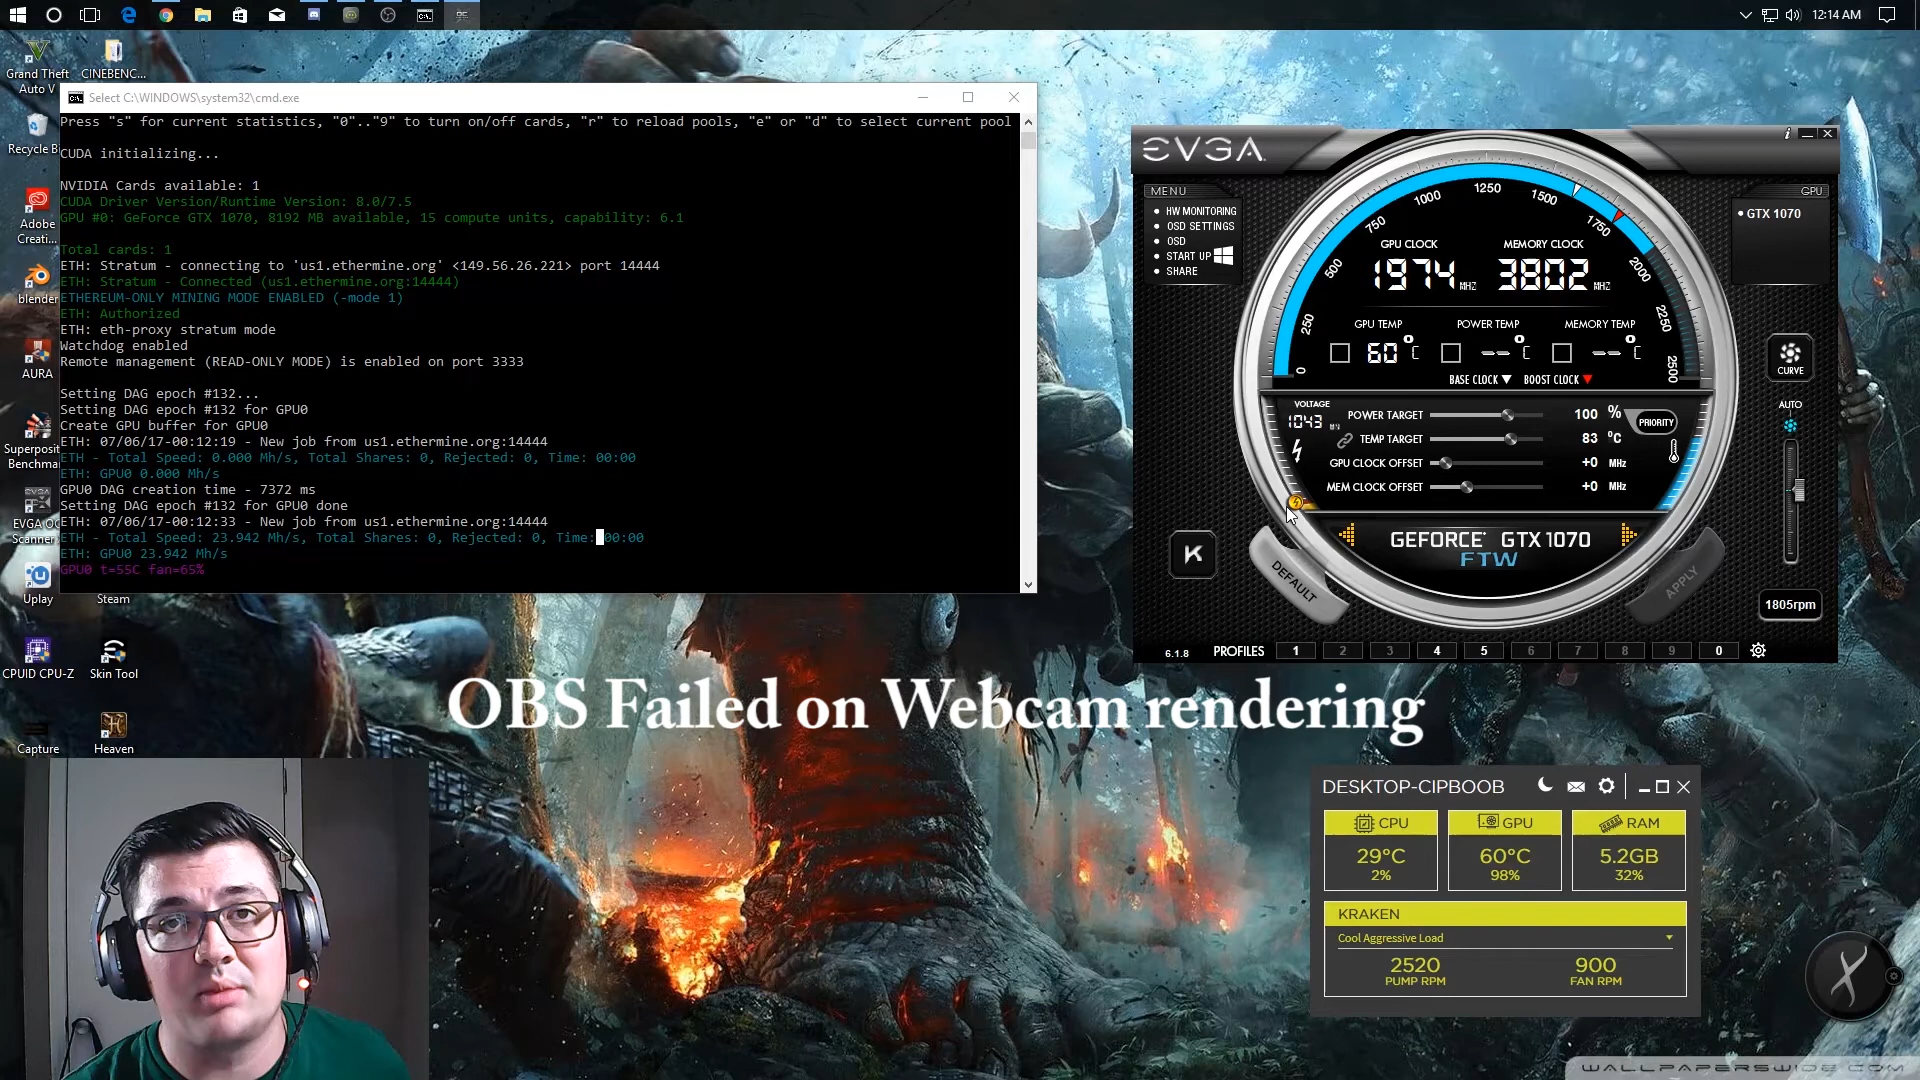 12:14 AM
Grand Theft Auto V
CINEBENC...
Recycle Bi
Adobe Creati...
blender
AURA
Superposit Benchma
EVGA OC Scanner
Uplay
Steam
CPUID CPU-Z
Skin Tool
Capture
Heaven
Select C:\WINDOWS\system32\cmd.exe
Press "s" for current statistics, "0".."9" to turn on/off cards, "r" to reload pools, "e" or "d" to select current pool
CUDA initializing...
NVIDIA Cards available: 1
CUDA Driver Version/Runtime Version: 8.0/7.5
GPU #0: GeForce GTX 1070, 8192 MB available, 15 compute units, capability: 6.1
Total cards: 1
ETH: Stratum - connecting to 'us1.ethermine.org' <149.56.26.221> port 14444
ETH: Stratum - Connected (us1.ethermine.org:14444)
ETHEREUM-ONLY MINING MODE ENABLED (-mode 1)
ETH: Authorized
ETH: eth-proxy stratum mode
Watchdog enabled
Remote management (READ-ONLY MODE) is enabled on port 3333
Setting DAG epoch #132...
Setting DAG epoch #132 for GPU0
Create GPU buffer for GPU0
ETH: 07/06/17-00:12:19 - New job from us1.ethermine.org:14444
ETH - Total Speed: 0.000 Mh/s, Total Shares: 0, Rejected: 0, Time: 00:00
ETH: GPU0 0.000 Mh/s
GPU0 DAG creation time - 7372 ms
Setting DAG epoch #132 for GPU0 done
ETH: 07/06/17-00:12:33 - New job from us1.ethermine.org:14444
ETH - Total Speed: 23.942 Mh/s, Total Shares: 0, Rejected: 0, Time: 00:00
ETH: GPU0 23.942 Mh/s
GPU0 t=55C fan=65%
EVGA
MENU
HW MONITORING
OSD SETTINGS
OSD
START UP
SHARE
GPU
GTX 1070
0 250 500 750 1000 1250 1500 1750 2000 2250 2500
GPU CLOCK MEMORY CLOCK
1974 MHZ 3802 MHZ
GPU TEMP POWER TEMP MEMORY TEMP
60 °C -- °C -- °C
BASE CLOCK BOOST CLOCK
CURVE
AUTO
VOLTAGE
1043 mV
POWER TARGET 100 %
PRIORITY
TEMP TARGET 83 °C
GPU CLOCK OFFSET +0 MHz
MEM CLOCK OFFSET +0 MHz
GEFORCE GTX 1070
FTW
K
DEFAULT
APPLY
1805rpm
6.1.8 PROFILES 1 2 3 4 5 6 7 8 9 0
OBS Failed on Webcam rendering
DESKTOP-CIPBOOB
CPU GPU RAM
29°C 60°C 5.2GB
2% 98% 32%
KRAKEN
Cool Aggressive Load
2520 900
PUMP RPM FAN RPM
WALLPAPERSWIDE.COM